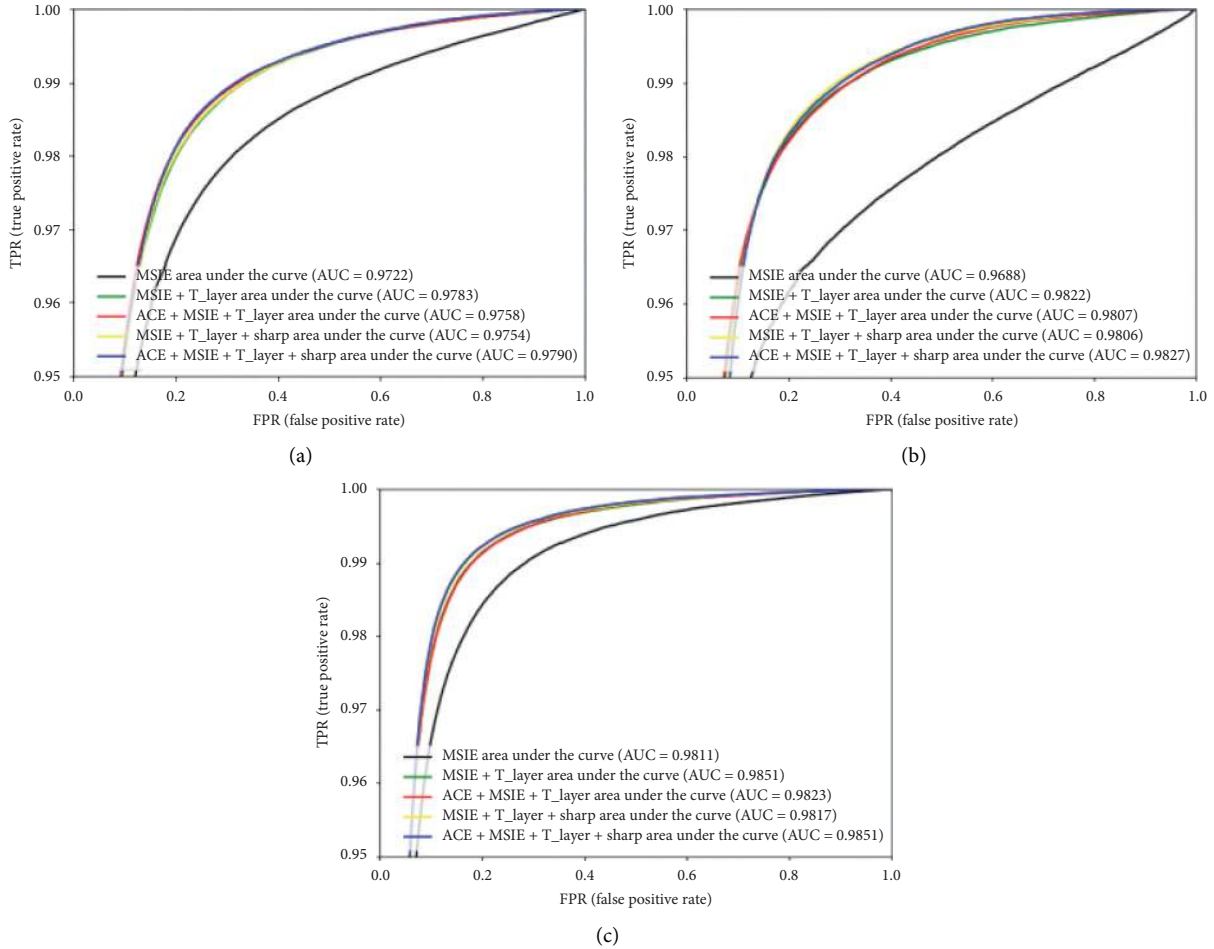 1.00
0.99
0.98
0.97
0.96
0.95
TPR (true positive rate)
MSIE area under the curve (AUC = 0.9722)
MSIE + T_layer area under the curve (AUC = 0.9783)
ACE + MSIE + T_layer area under the curve (AUC = 0.9758)
MSIE + T_layer + sharp area under the curve (AUC = 0.9754)
ACE + MSIE + T_layer + sharp area under the curve (AUC = 0.9790)
0.0 0.2 0.4 0.6 0.8 1.0
FPR (false positive rate)
(a)
1.00
0.99
0.98
0.97
0.96
0.95
TPR (true positive rate)
MSIE area under the curve (AUC = 0.9688)
MSIE + T_layer area under the curve (AUC = 0.9822)
ACE + MSIE + T_layer area under the curve (AUC = 0.9807)
MSIE + T_layer + sharp area under the curve (AUC = 0.9806)
ACE + MSIE + T_layer + sharp area under the curve (AUC = 0.9827)
0.0 0.2 0.4 0.6 0.8 1.0
FPR (false positive rate)
(b)
1.00
0.99
0.98
0.97
0.96
0.95
TPR (true positive rate)
MSIE area under the curve (AUC = 0.9811)
MSIE + T_layer area under the curve (AUC = 0.9851)
ACE + MSIE + T_layer area under the curve (AUC = 0.9823)
MSIE + T_layer + sharp area under the curve (AUC = 0.9817)
ACE + MSIE + T_layer + sharp area under the curve (AUC = 0.9851)
0.0 0.2 0.4 0.6 0.8 1.0
FPR (false positive rate)
(c)